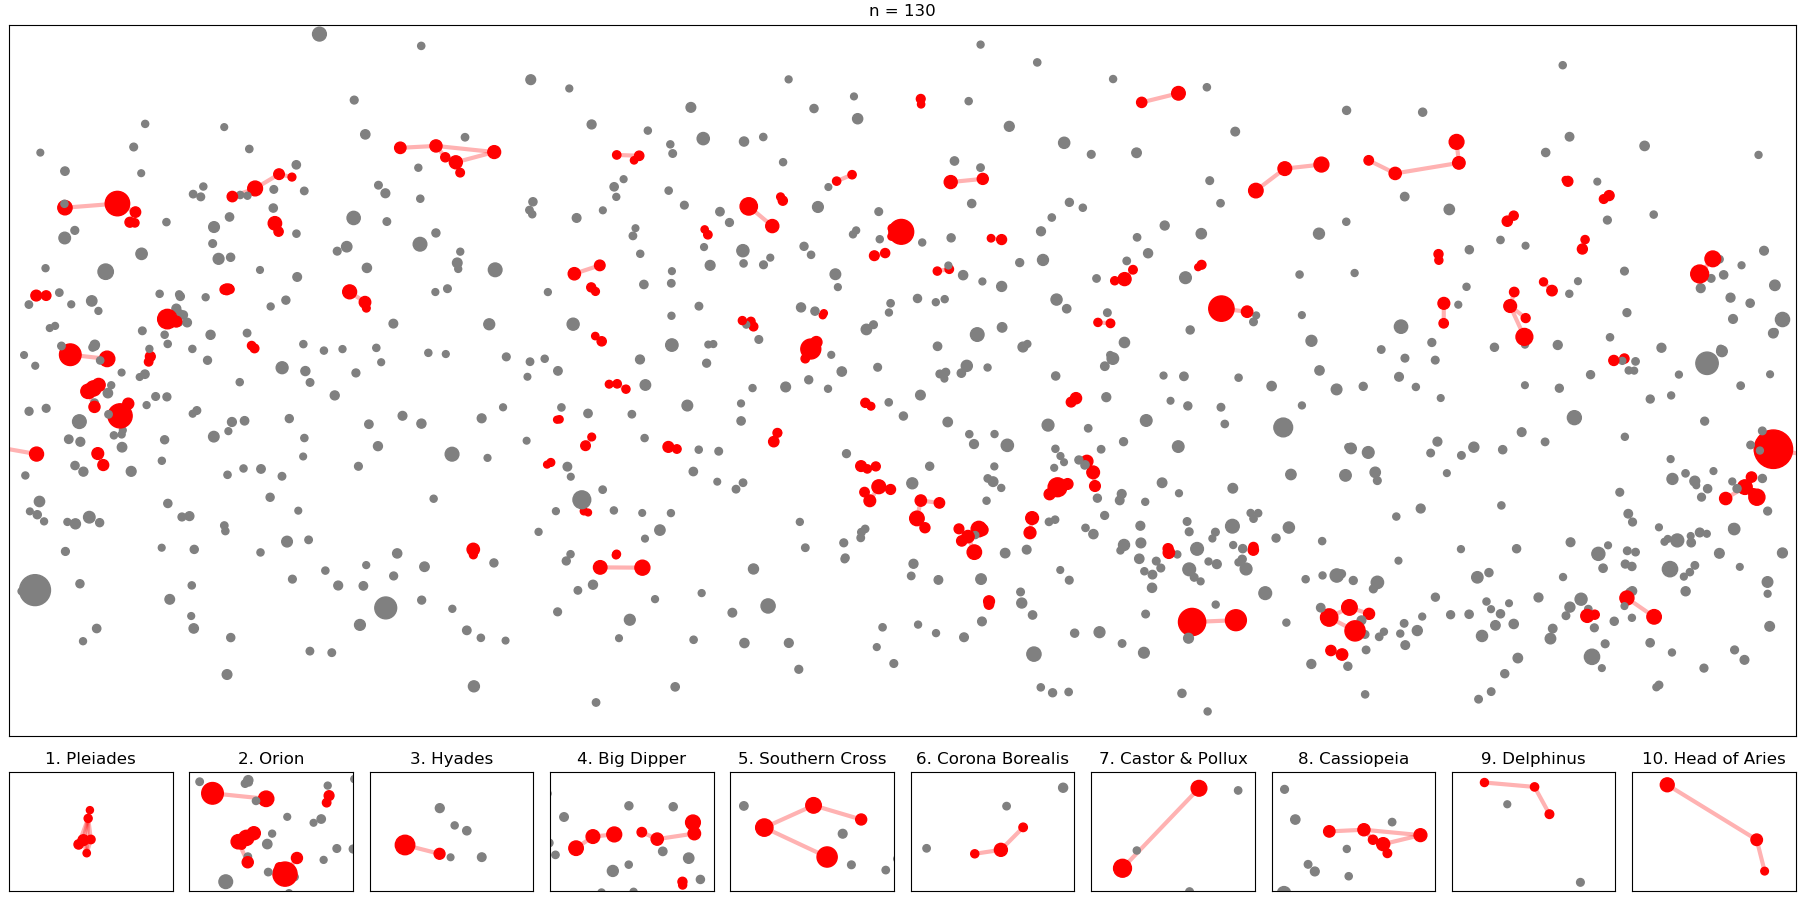 n = 130
1. Pleiades
2. Orion
3. Hyades
4. Big Dipper
5. Southern Cross
6. Corona Borealis
7. Castor & Pollux
8. Cassiopeia
9. Delphinus
10. Head of Aries